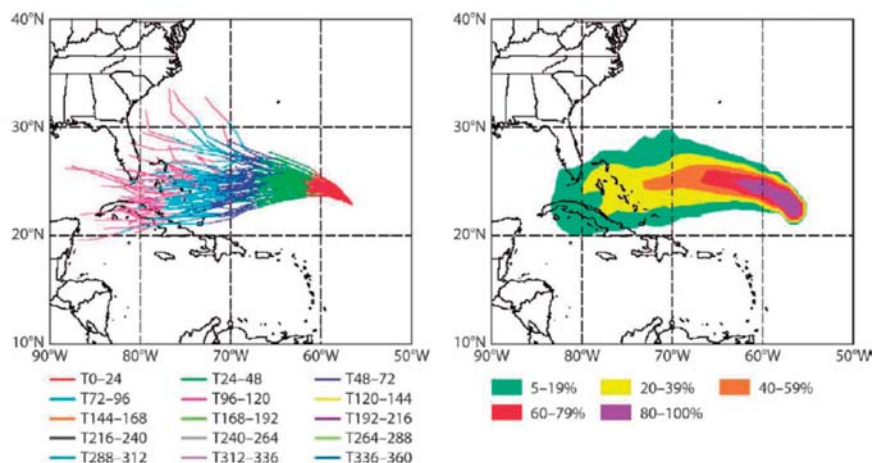 40°N
30°N
20°N
10°N
90°W 80°W 70°W 60°W 50°W
40°N
30°N
20°N
10°N
90°W 80°W 70°W 60°W 50°W
T0–24 T24–48 T48–72
T72–96 T96–120 T120–144
T144–168 T168–192 T192–216
T216–240 T240–264 T264–288
T288–312 T312–336 T336–360
5–19% 20–39% 40–59%
60–79% 80–100%